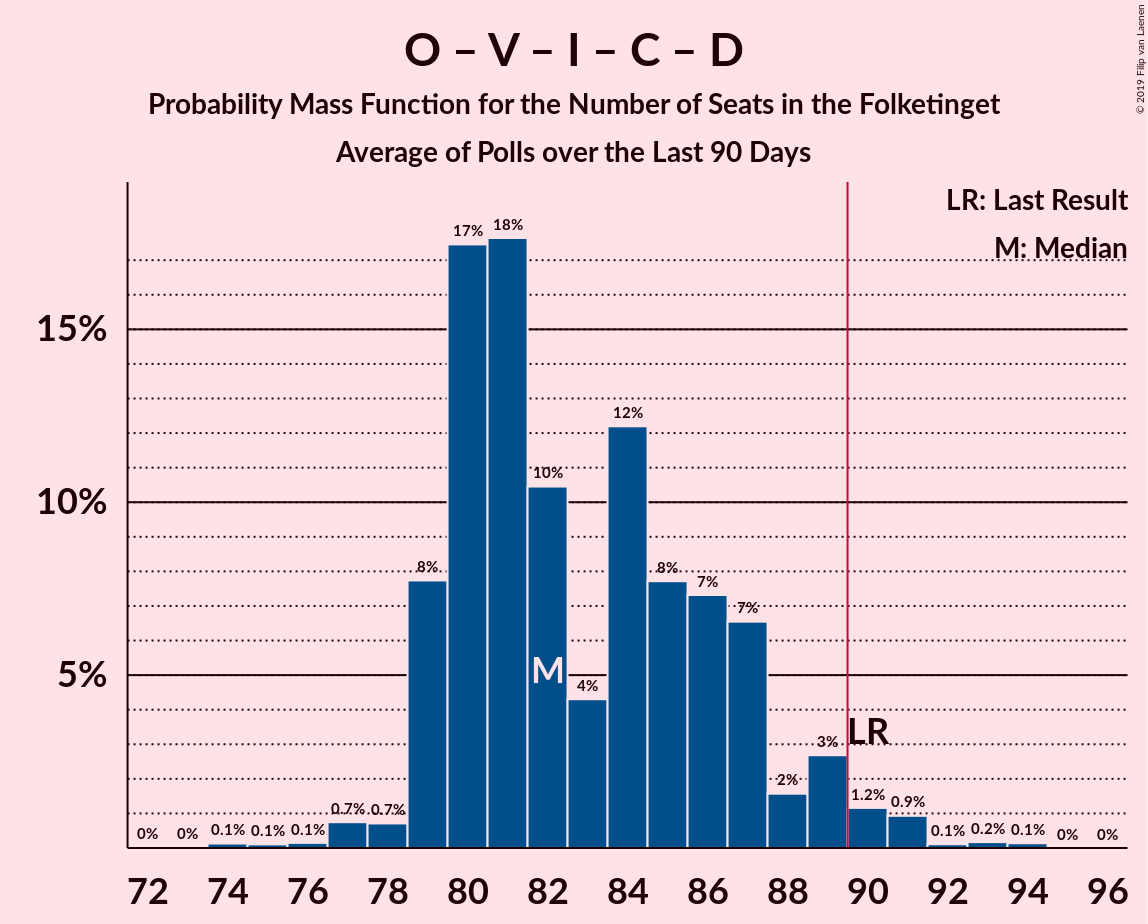 O – V – I – C – D
Probability Mass Function for the Number of Seats in the Folketinget
Average of Polls over the Last 90 Days
© 2019 Filip van Laenen
LR: Last Result
M: Median
15%
10%
5%
0% 0% 0.1% 0.1% 0.1% 0.7% 0.7% 8% 17% 18% 10% 4% 12% 8% 7% 7% 2% 3% 1.2% 0.9% 0.1% 0.2% 0.1% 0% 0%
M
LR
72 74 76 78 80 82 84 86 88 90 92 94 96